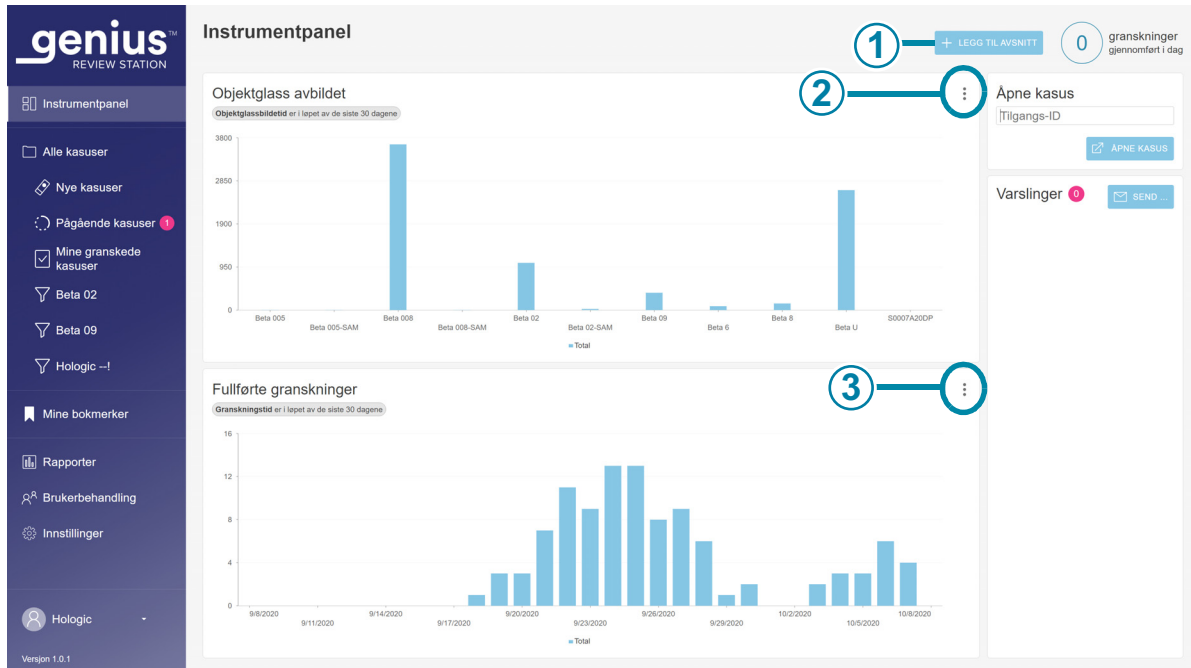 genius™
REVIEW STATION
Instrumentpanel
Alle kasuser
Nye kasuser
Pågående kasuser 1
Mine granskede
kasuser
Beta 02
Beta 09
Hologic --!
Mine bokmerker
Rapporter
Brukerbehandling
Innstillinger
Hologic
Versjon 1.0.1
Instrumentpanel
1
+ LEGG TIL AVSNITT
0
granskninger
gjennomført i dag
Objektglass avbildet
2
Objektglassbildetid er i løpet av de siste 30 dagene
3800
2850
1900
950
0
Beta 005
Beta 005-SAM
Beta 008
Beta 008-SAM
Beta 02
Beta 02-SAM
Beta 09
Beta 6
Beta 8
Beta U
S0007A20DP
Total
Fullførte granskninger
3
Granskningstid er i løpet av de siste 30 dagene
16
12
8
4
0
9/8/2020
9/11/2020
9/14/2020
9/17/2020
9/20/2020
9/23/2020
9/26/2020
9/29/2020
10/2/2020
10/5/2020
10/8/2020
Total
Åpne kasus
Tilgangs-ID
ÅPNE KASUS
Varslinger 0
SEND ...